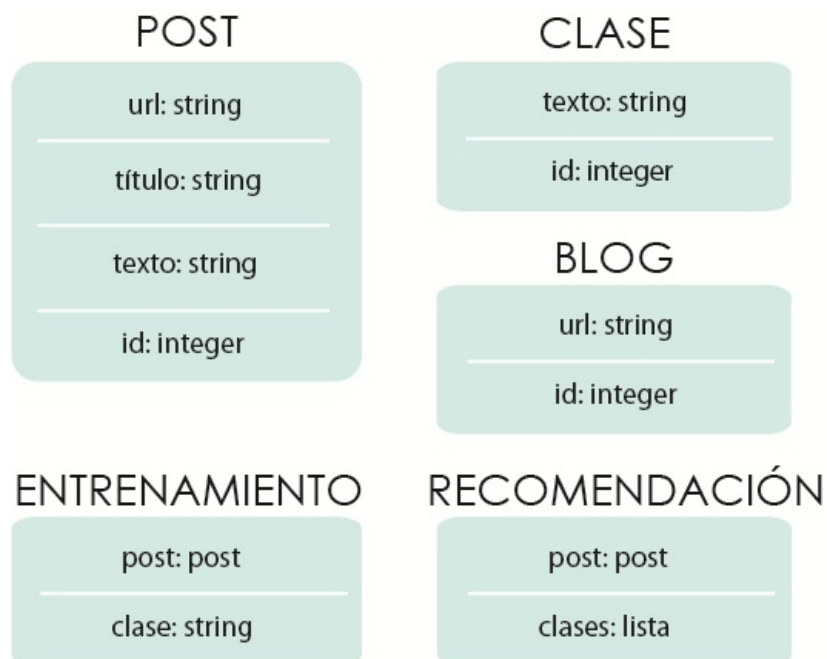 POST
url: string
título: string
texto: string
id: integer
CLASE
texto: string
id: integer
BLOG
url: string
id: integer
ENTRENAMIENTO
post: post
clase: string
RECOMENDACIÓN
post: post
clases: lista